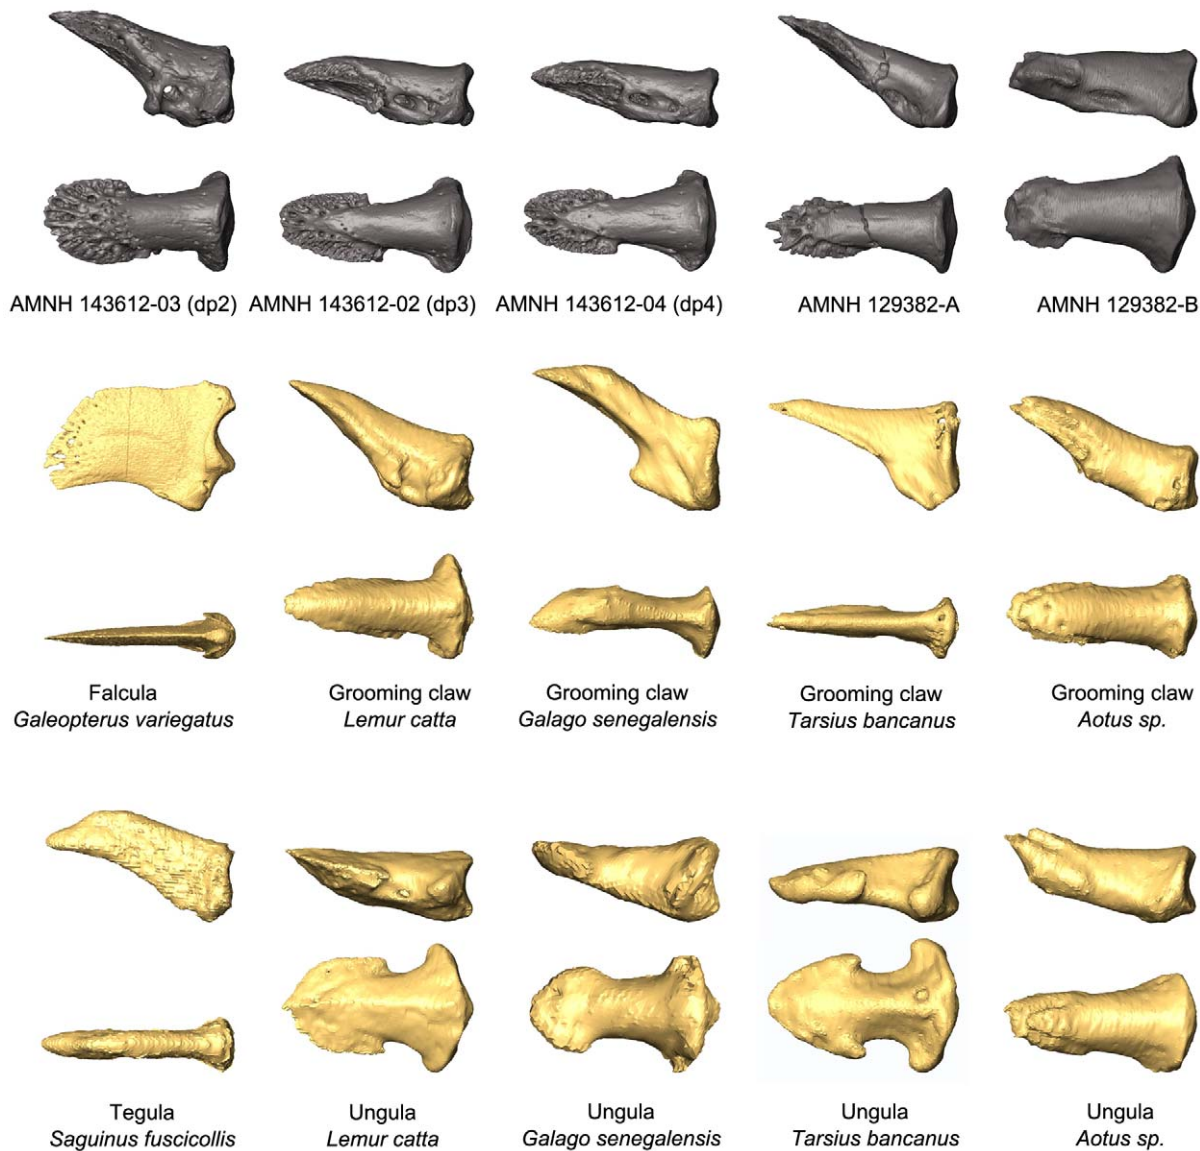 AMNH 143612-03 (dp2) AMNH 143612-02 (dp3) AMNH 143612-04 (dp4) AMNH 129382-A AMNH 129382-B
Falcula Grooming claw Grooming claw Grooming claw Grooming claw
Galeopterus variegatus Lemur catta Galago senegalensis Tarsius bancanus Aotus sp.
Tegula Ungula Ungula Ungula Ungula
Saguinus fuscicollis Lemur catta Galago senegalensis Tarsius bancanus Aotus sp.